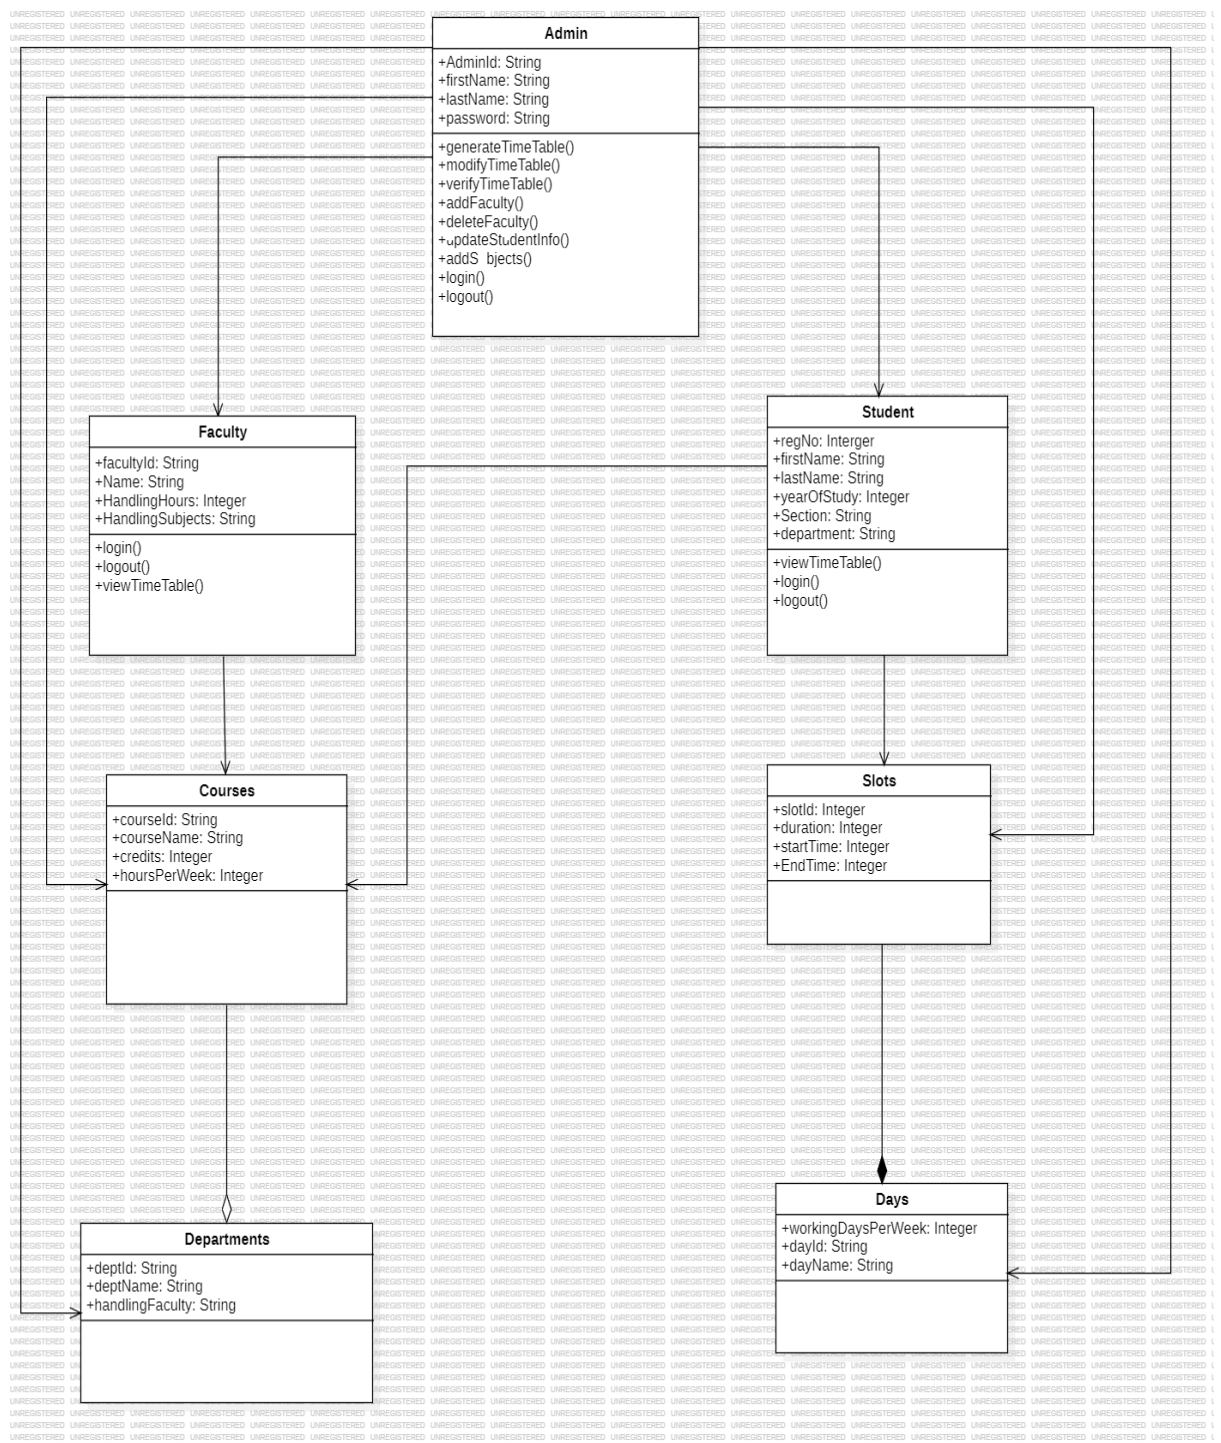 Admin
+AdminId: String
+firstName: String
+lastName: String
+password: String
+generateTimeTable()
+modifyTimeTable()
+verifyTimeTable()
+addFaculty()
+deleteFaculty()
+updateStudentInfo()
+addS bjects()
+login()
+logout()
Faculty
+facultyId: String
+Name: String
+HandlingHours: Integer
+HandlingSubjects: String
+login()
+logout()
+viewTimeTable()
Student
+regNo: Interger
+firstName: String
+lastName: String
+yearOfStudy: Integer
+Section: String
+department: String
+viewTimeTable()
+login()
+logout()
Courses
+courseId: String
+courseName: String
+credits: Integer
+hoursPerWeek: Integer
Slots
+slotId: Integer
+duration: Integer
+startTime: Integer
+EndTime: Integer
Departments
+deptId: String
+deptName: String
+handlingFaculty: String
Days
+workingDaysPerWeek: Integer
+dayId: String
+dayName: String
UNREGISTERED